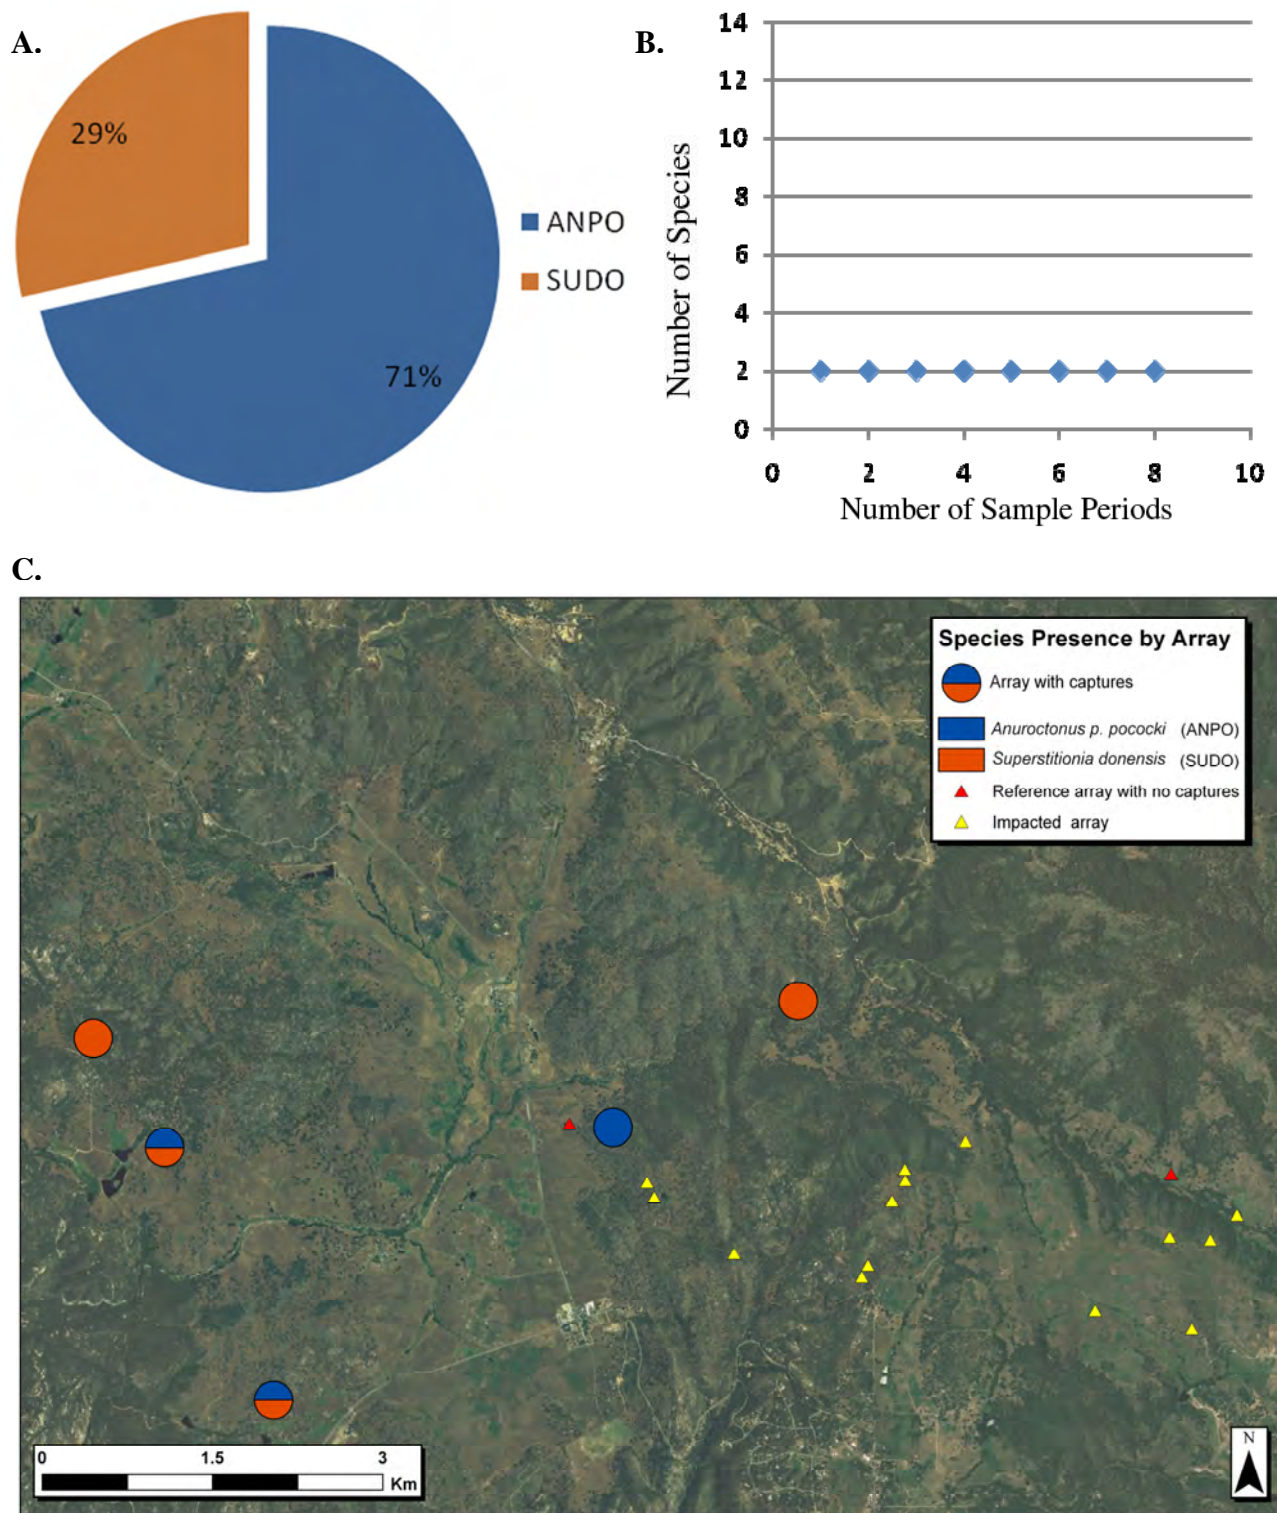 A.
29%
71%
ANPO
SUDO
B.
14
12
10
8
6
4
2
0
Number of Species
0 2 4 6 8 10
Number of Sample Periods
C.
Species Presence by Array
Array with captures
Anuroctonus p. pococki (ANPO)
Superstitionia donensis (SUDO)
Reference array with no captures
Impacted array
0 1.5 3
Km
N